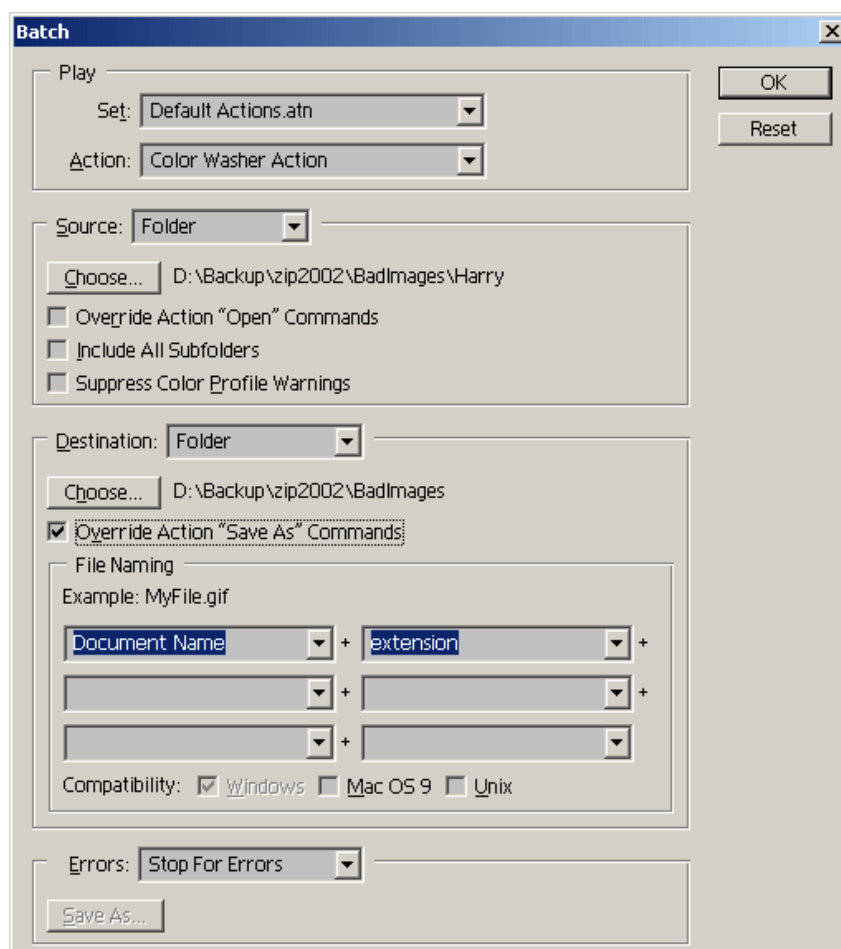 Batch
Play
OK
Set: Default Actions.atn
Reset
Action: Color Washer Action
Source: Folder
Choose... D:\Backup\zip2002\BadImages\Harry
Override Action “Open” Commands
Include All Subfolders
Suppress Color Profile Warnings
Destination: Folder
Choose... D:\Backup\zip2002\BadImages
Override Action “Save As” Commands
File Naming
Example: MyFile.gif
Document Name + extension +
+ +
+
Compatibility: Windows Mac OS 9 Unix
Errors: Stop For Errors
Save As...